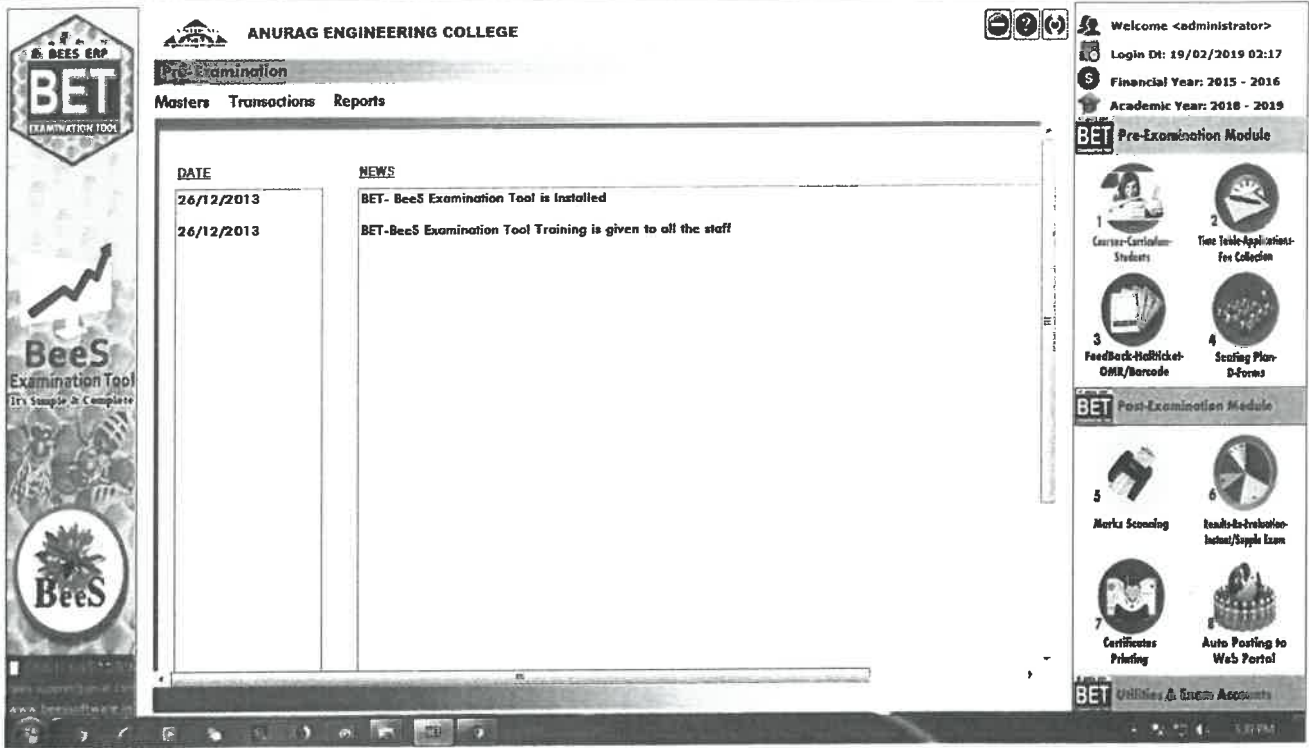 BEES ERP
BET
EXAMINATION TOOL
BeeS
Examination Tool
It's Simple & Complete
BeeS
ANURAG ENGINEERING COLLEGE
Pre-Examination
Masters Transactions Reports
DATE NEWS
26/12/2013 BET- BeeS Examination Tool is Installed
26/12/2013 BET-BeeS Examination Tool Training is given to all the staff
Welcome <administrator>
Login Dt: 19/02/2019 02:17
Financial Year: 2015 - 2016
Academic Year: 2018 - 2019
BET Pre-Examination Module
1
Courses-Curriculum-
Students
2
Time Table-Applications-
Fee Collection
3
FeedBack-Hallticket-
OMR/Barcode
4
Seating Plan-
D-Forms
BET Post-Examination Module
5
Marks Scanning
6
Results-Re-Evaluation-
Instant/Supple Exam
7
Certificates
Printing
8
Auto Posting to
Web Portal
BET Utilities & Exam Accounts